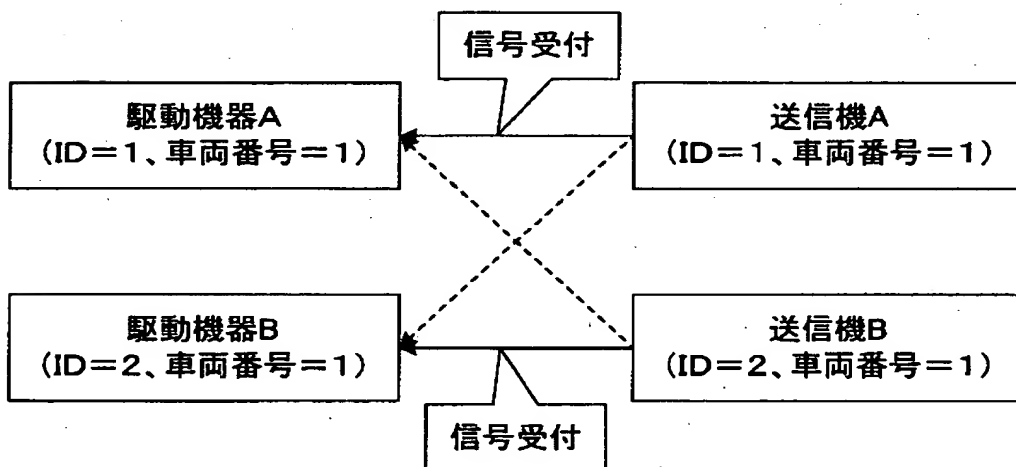 信号受付
駆動機器A
(ID=1、車両番号=1)
送信機A
(ID=1、車両番号=1)
駆動機器B
(ID=2、車両番号=1)
送信機B
(ID=2、車両番号=1)
信号受付